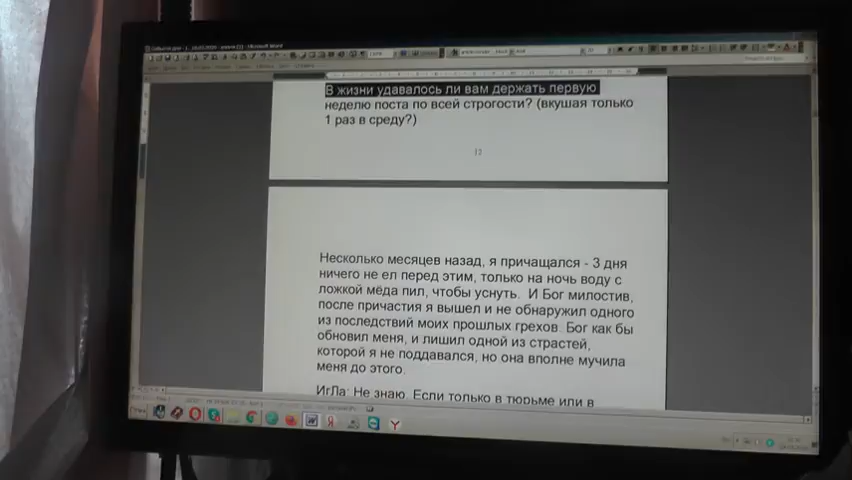 В жизни удавалось ли вам держать первую
неделю поста по всей строгости? (вкушая только
1 раз в среду?)
12
Несколько месяцев назад, я причащался - 3 дня
ничего не ел перед этим, только на ночь воду с
ложкой мёда пил, чтобы уснуть. И Бог милостив,
после причастия я вышел и не обнаружил одного
из последствий моих прошлых грехов. Бог как бы
обновил меня, и лишил одной из страстей,
которой я не поддавался, но она вполне мучила
меня до этого.
ИгЛа: Не знаю. Если только в тюрьме или в